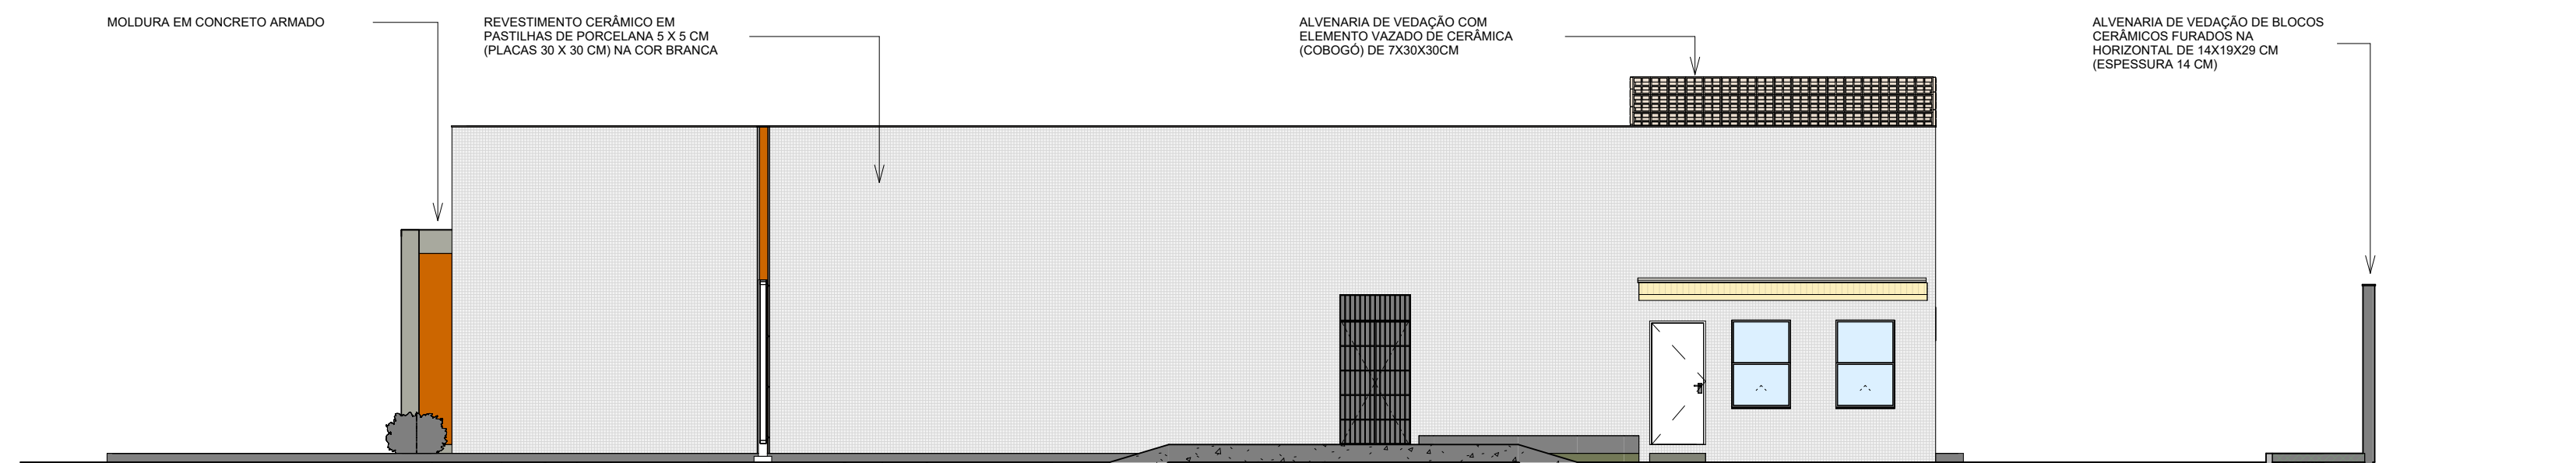 MOLDURA EM CONCRETO ARMADO
REVESTIMENTO CERÂMICO EM
PASTILHAS DE PORCELANA 5 X 5 CM
(PLACAS 30 X 30 CM) NA COR BRANCA
ALVENARIA DE VEDAÇÃO COM
ELEMENTO VAZADO DE CERÂMICA
(COBOGÓ) DE 7X30X30CM
ALVENARIA DE VEDAÇÃO DE BLOCOS
CERÂMICOS FURADOS NA
HORIZONTAL DE 14X19X29 CM
(ESPESSURA 14 CM)